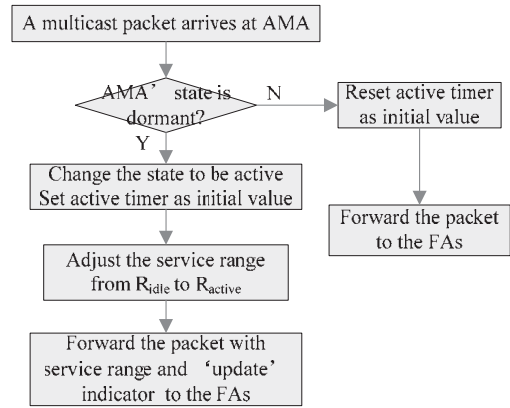 A multicast packet arrives at AMA
AMA’ state is
dormant?
N
Y
Reset active timer
as initial value
Change the state to be active
Set active timer as initial value
Forward the packet
to the FAs
Adjust the service range
from Ridle to Ractive
Forward the packet with
service range and ‘update’
indicator to the FAs